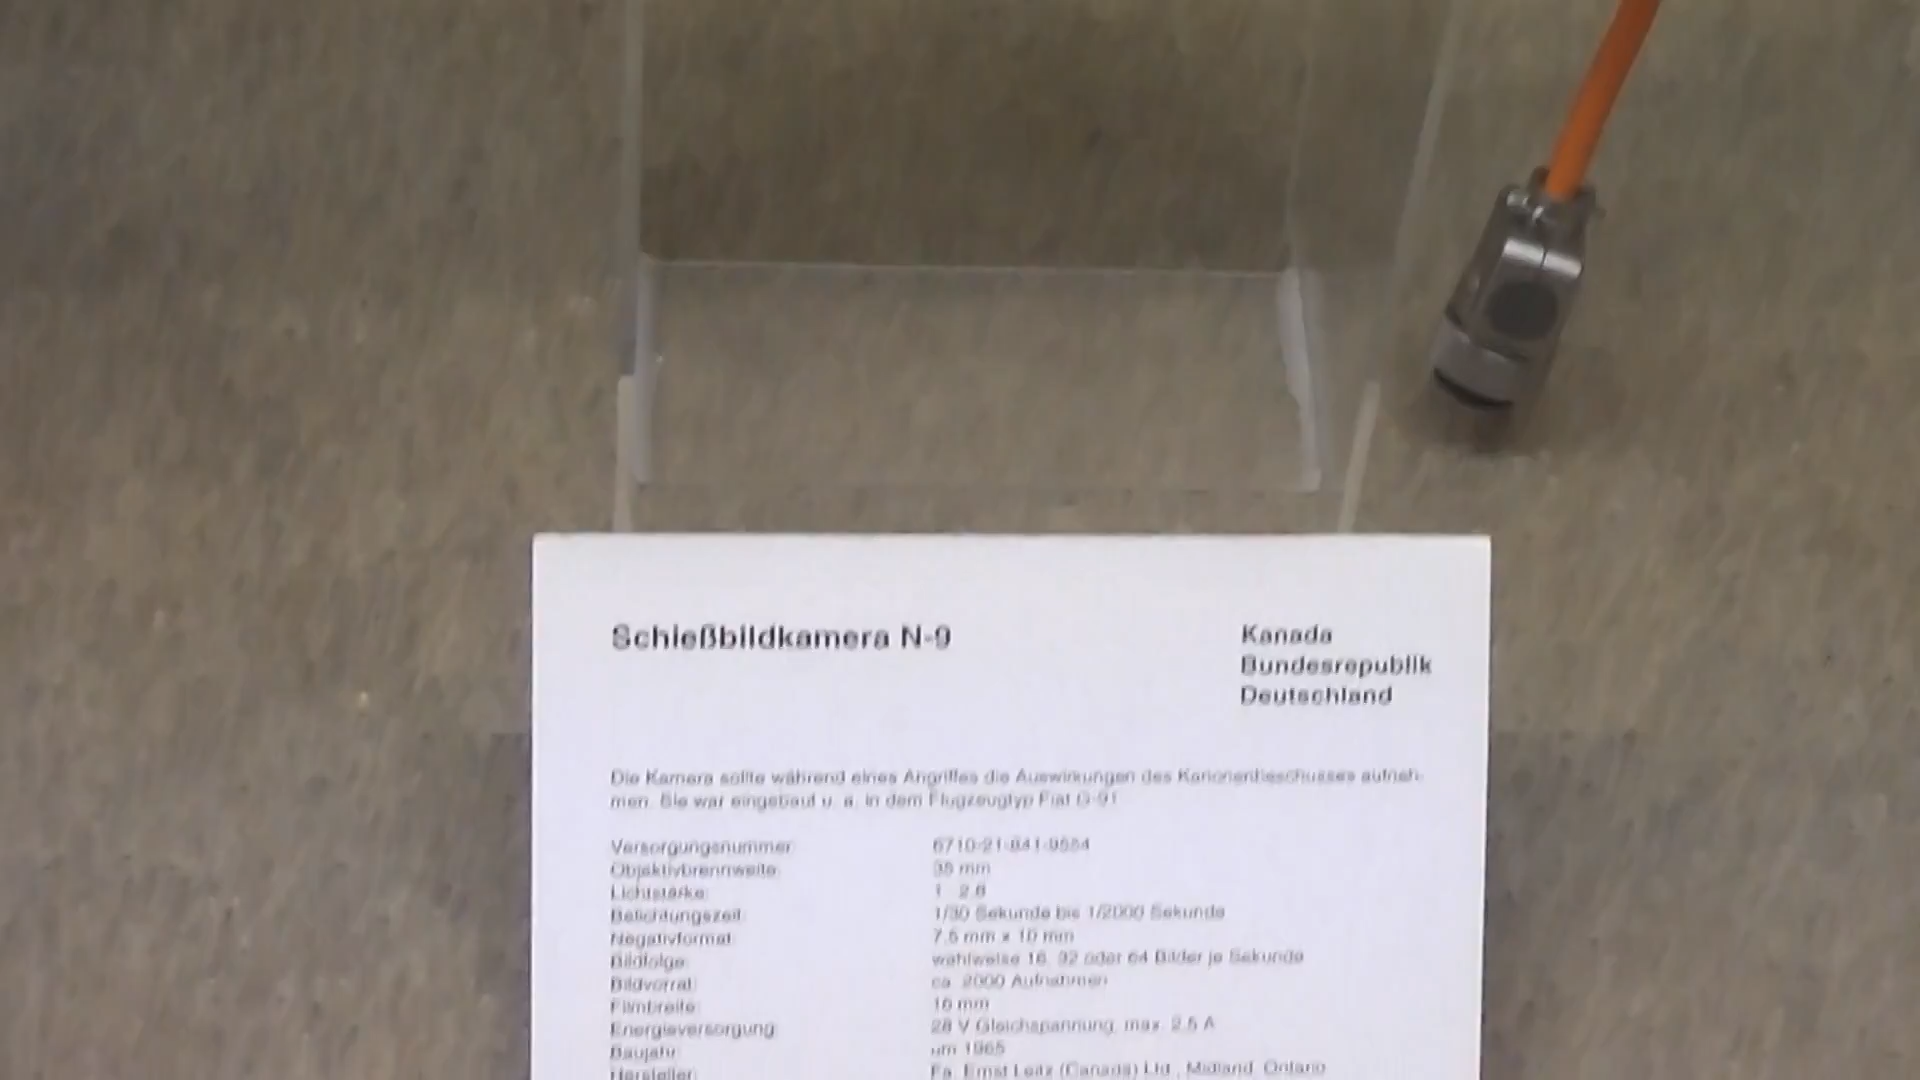 Schießbildkamera N-9
Kanada
Bundesrepublik
Deutschland
Die Kamera sollte während eines Angriffes die Auswirkungen des Kanonenbeschusses aufneh-
men. Sie war eingebaut u. a. in dem Flugzeugtyp Fiat G-91
Versorgungsnummer:
Objektivbrennweite: 35 mm
Lichtstärke: 1 : 2.8
Belichtungszeit: 1/30 Sekunde bis 1/2000 Sekunde
Negativformat: 7.5 mm x 10 mm
Bildfolge: wahlweise 16, 32 oder 64 Bilder je Sekunde
Bildvorrat: ca. 2000 Aufnahmen
Filmbreite: 16 mm
Energieversorgung: 28 V Gleichspannung, max. 2.5 A
Baujahr: um 1965
Hersteller: Fa. Ernst Leitz (Canada) Ltd., Midland, Ontario